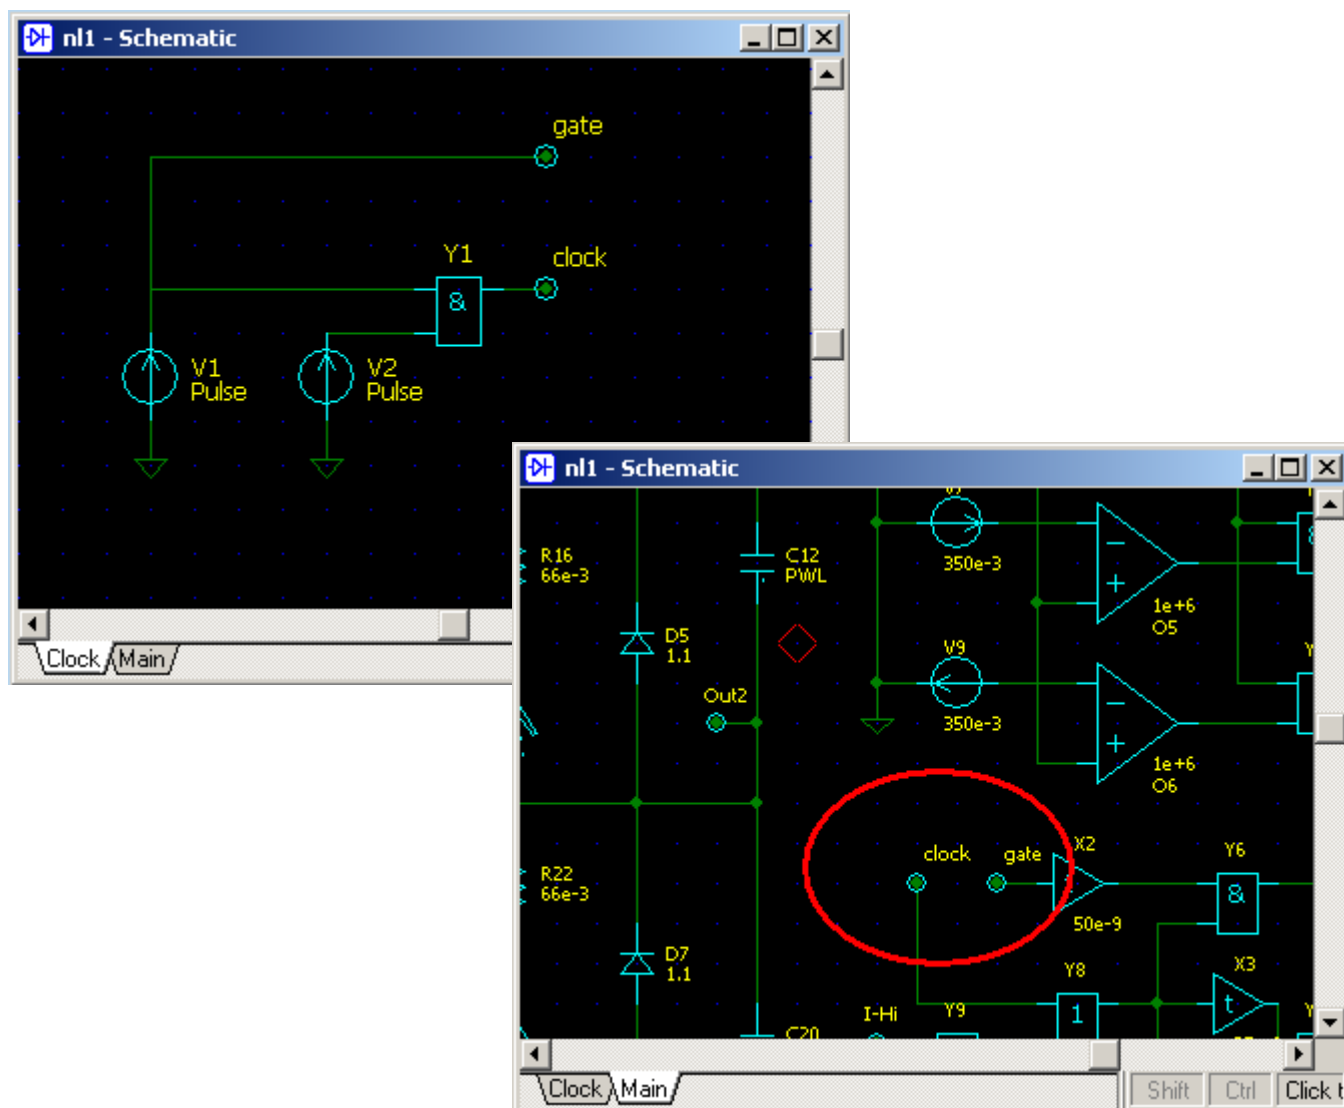 nl1 - Schematic
gate
Y1
clock
&
V1
Pulse
V2
Pulse
Clock
Main
nl1 - Schematic
R16
66e-3
C12
PWL
350e-3
−
+
1e+6
O5
D5
1.1
V9
Out2
350e-3
−
+
1e+6
O6
clock
gate
X2
Y6
R22
66e-3
&
50e-9
D7
1.1
Y8
X3
I-Hi
Y9
1
t
C20
Clock
Main
Shift
Ctrl
Click